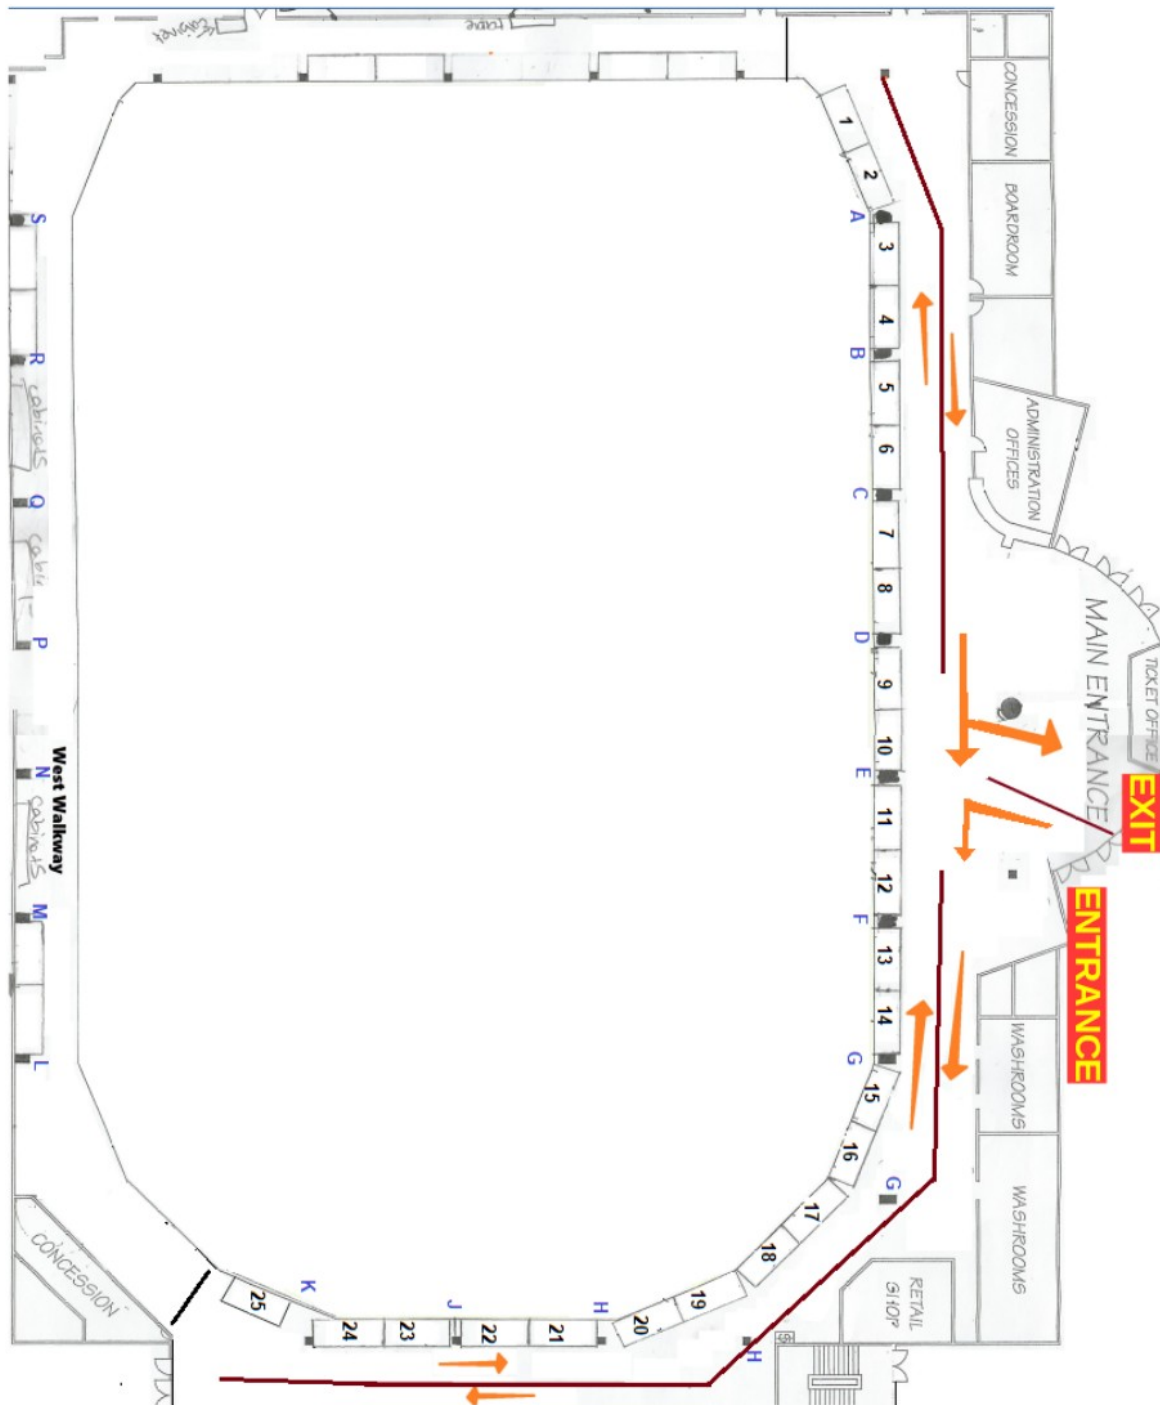 Cabinet
CONCESSION
1
2
BOARDROOM
A
S
3
4
B
R
5
ADMINISTRATION
OFFICES
cabinets
6
C
Q
7
cabin
8
MAIN ENTRANCE
D
P
9
TICKET OFFICE
10
West Walkway
E
N
EXIT
11
cabinets
12
ENTRANCE
F
M
13
14
WASHROOMS
G
L
15
16
G
WASHROOMS
17
18
CONCESSION
K
25
19
RETAIL
SHOP
J
H
20
24
23
22
21
H